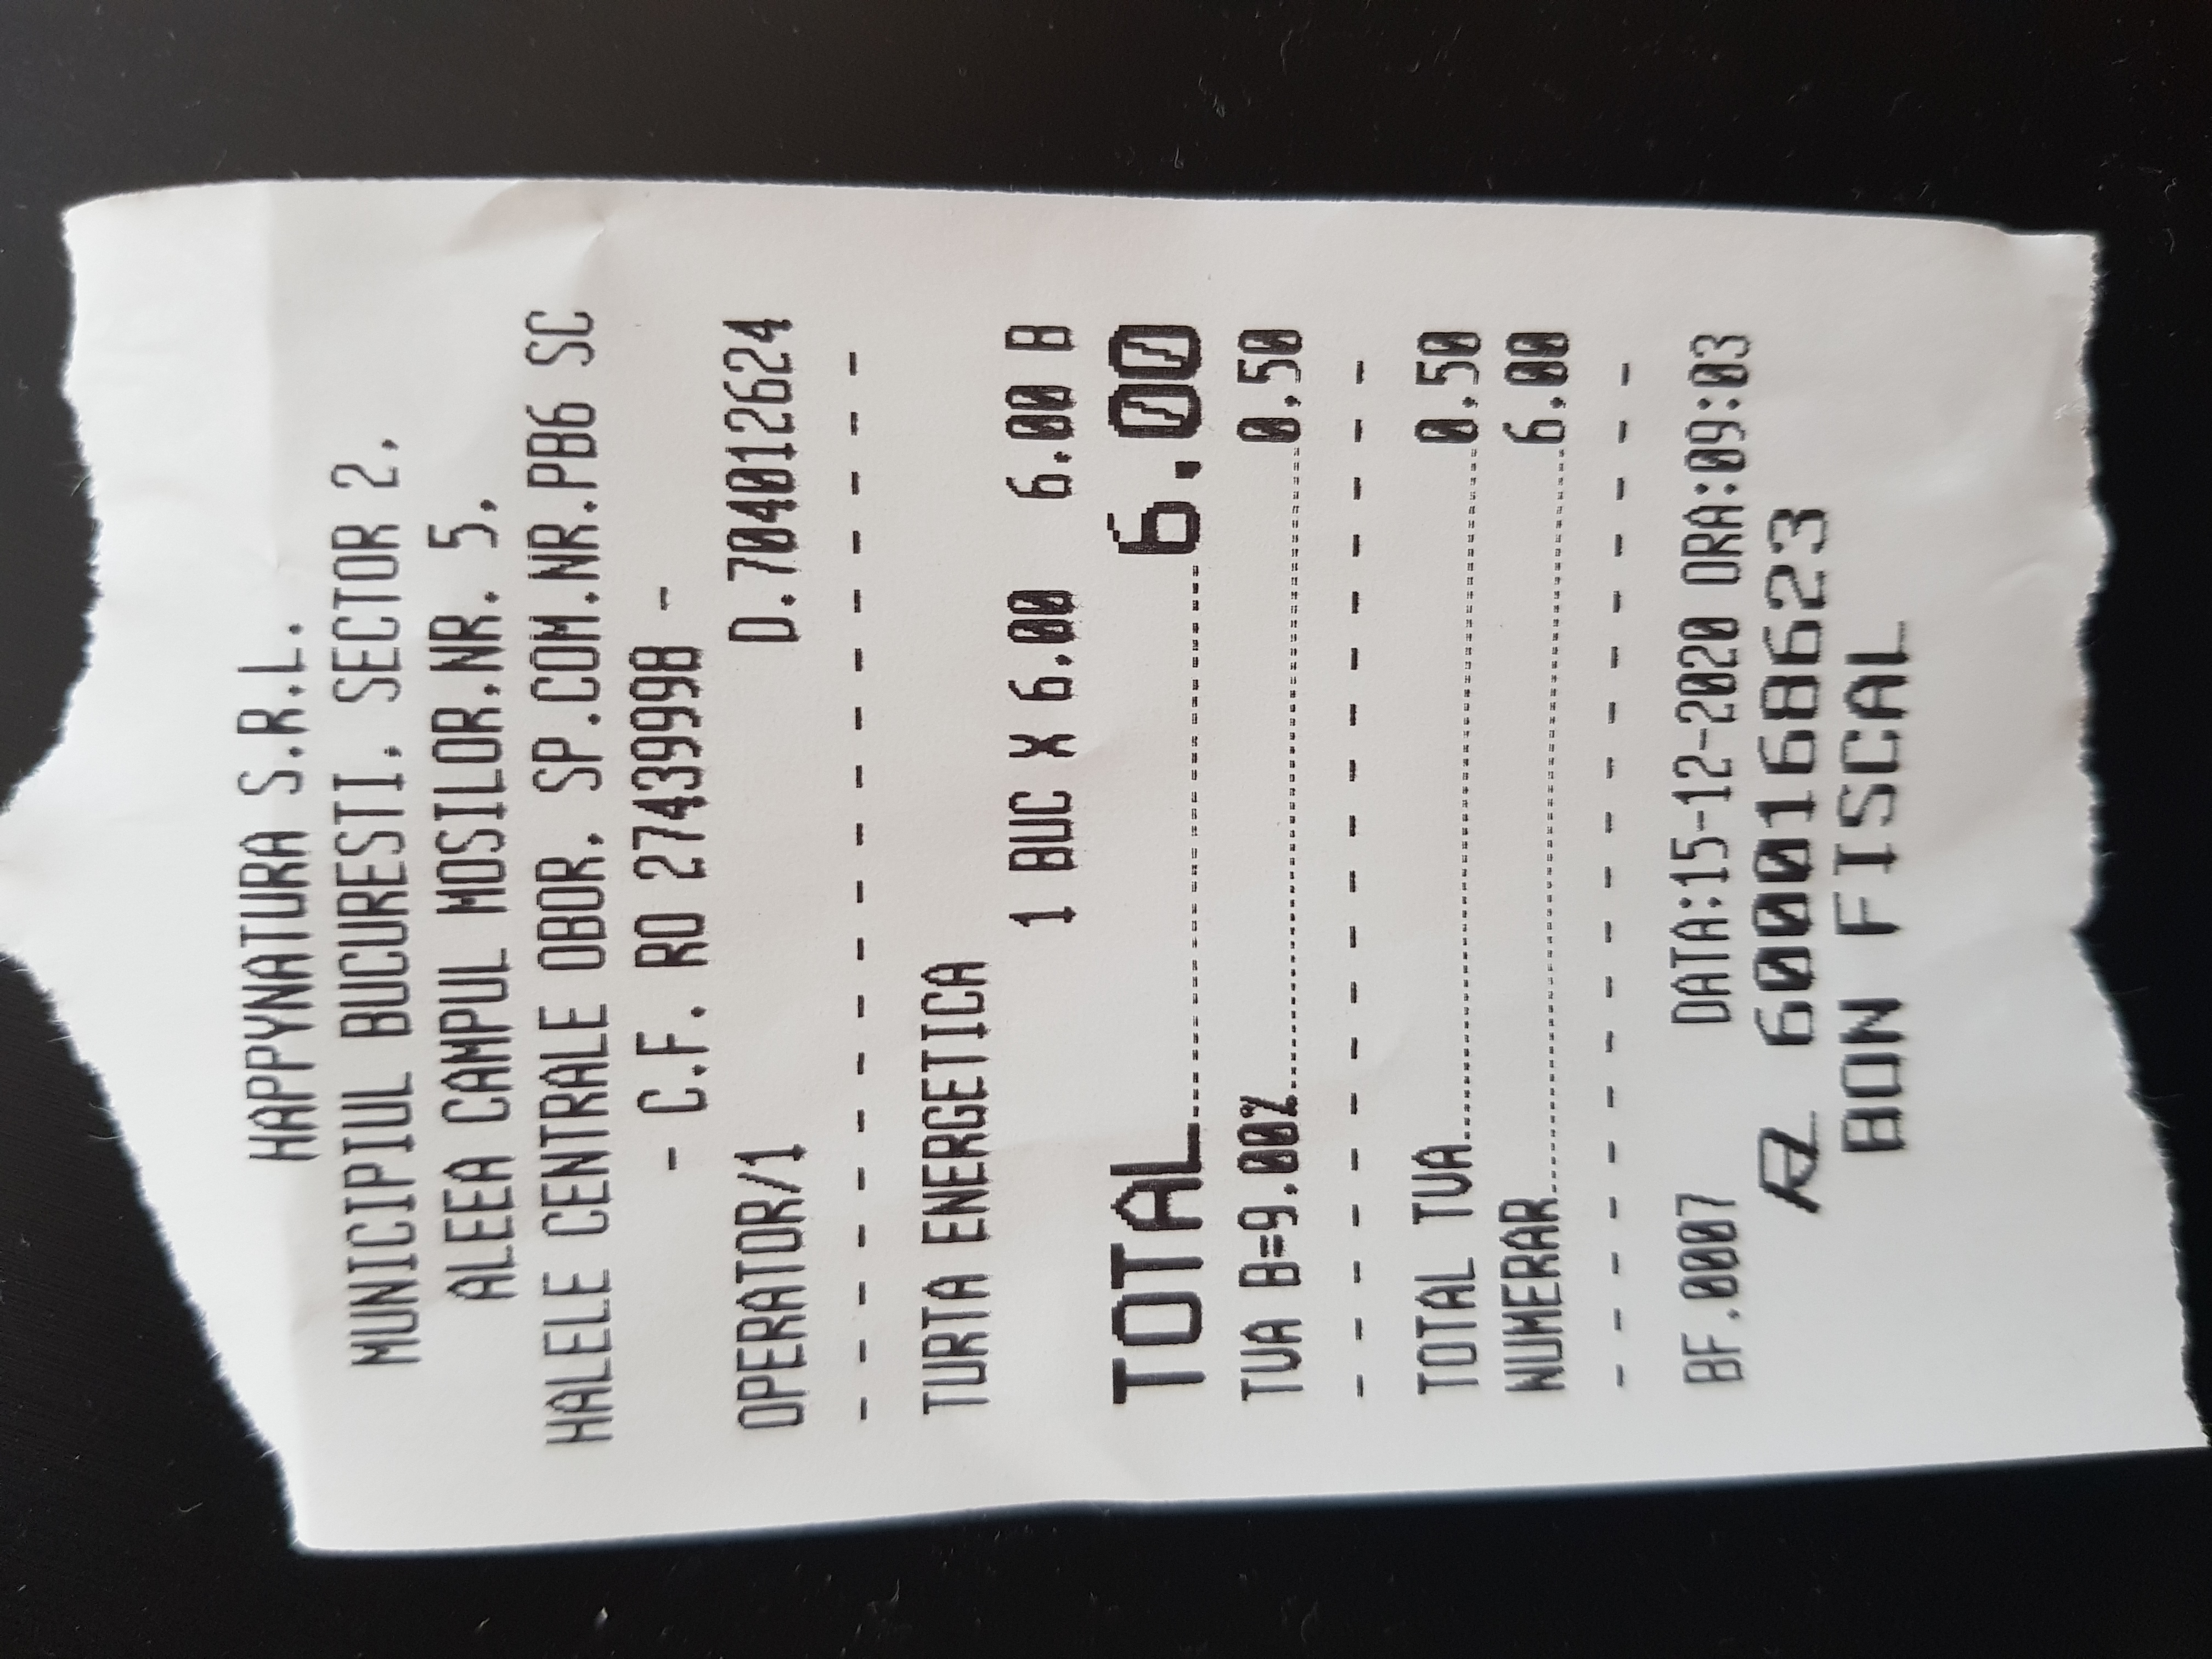 HAPPYNATURA S.R.L.
MUNICIPIUL BUCURESTI, SECTOR 2,
ALEEA CAMPUL MOSILOR,NR. 5,
HALELE CENTRALE OBOR, SP.COM.NR.PB6 SC
- C.F. RO 27439998 -
OPERATOR/1 D.704012624
- - - - - - - - - - - - - - - - - - -
TURTA ENERGETICA
1 BUC X 6.00 6.00 B
TOTAL 6.00
TVA B=9.00% 0.50
- - - - - - - - - - - - - - - - - - -
TOTAL TVA 0.50
NUMERAR 6.00
- - - - - - - - - - - - - - - - - - -
BF.0007 DATA:15-12-2020 ORA:09:03
6000168623
BON FISCAL